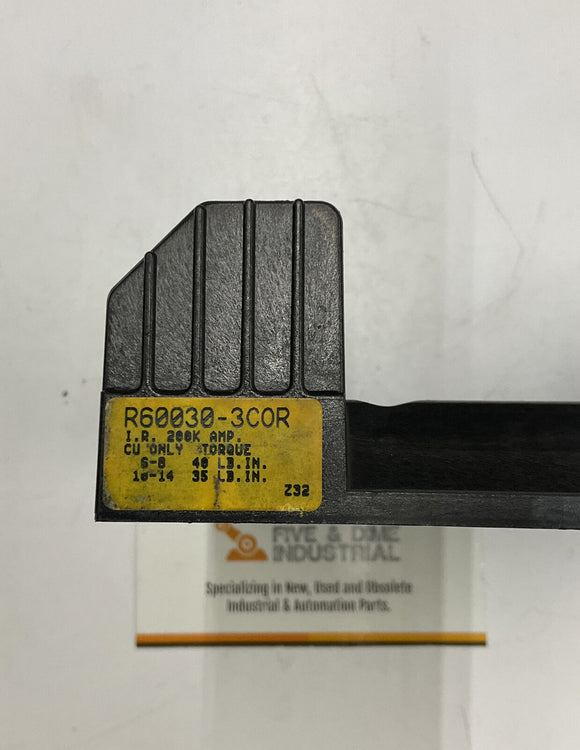 R60030-3COR
I.R. 200K AMP.
CU ONLY TORQUE
6-8 40 LB.IN.
10-14 35 LB.IN.
Z32
FIVE & DIME
INDUSTRIAL
Specializing in New, Used and Obsolete
Industrial & Automation Parts.